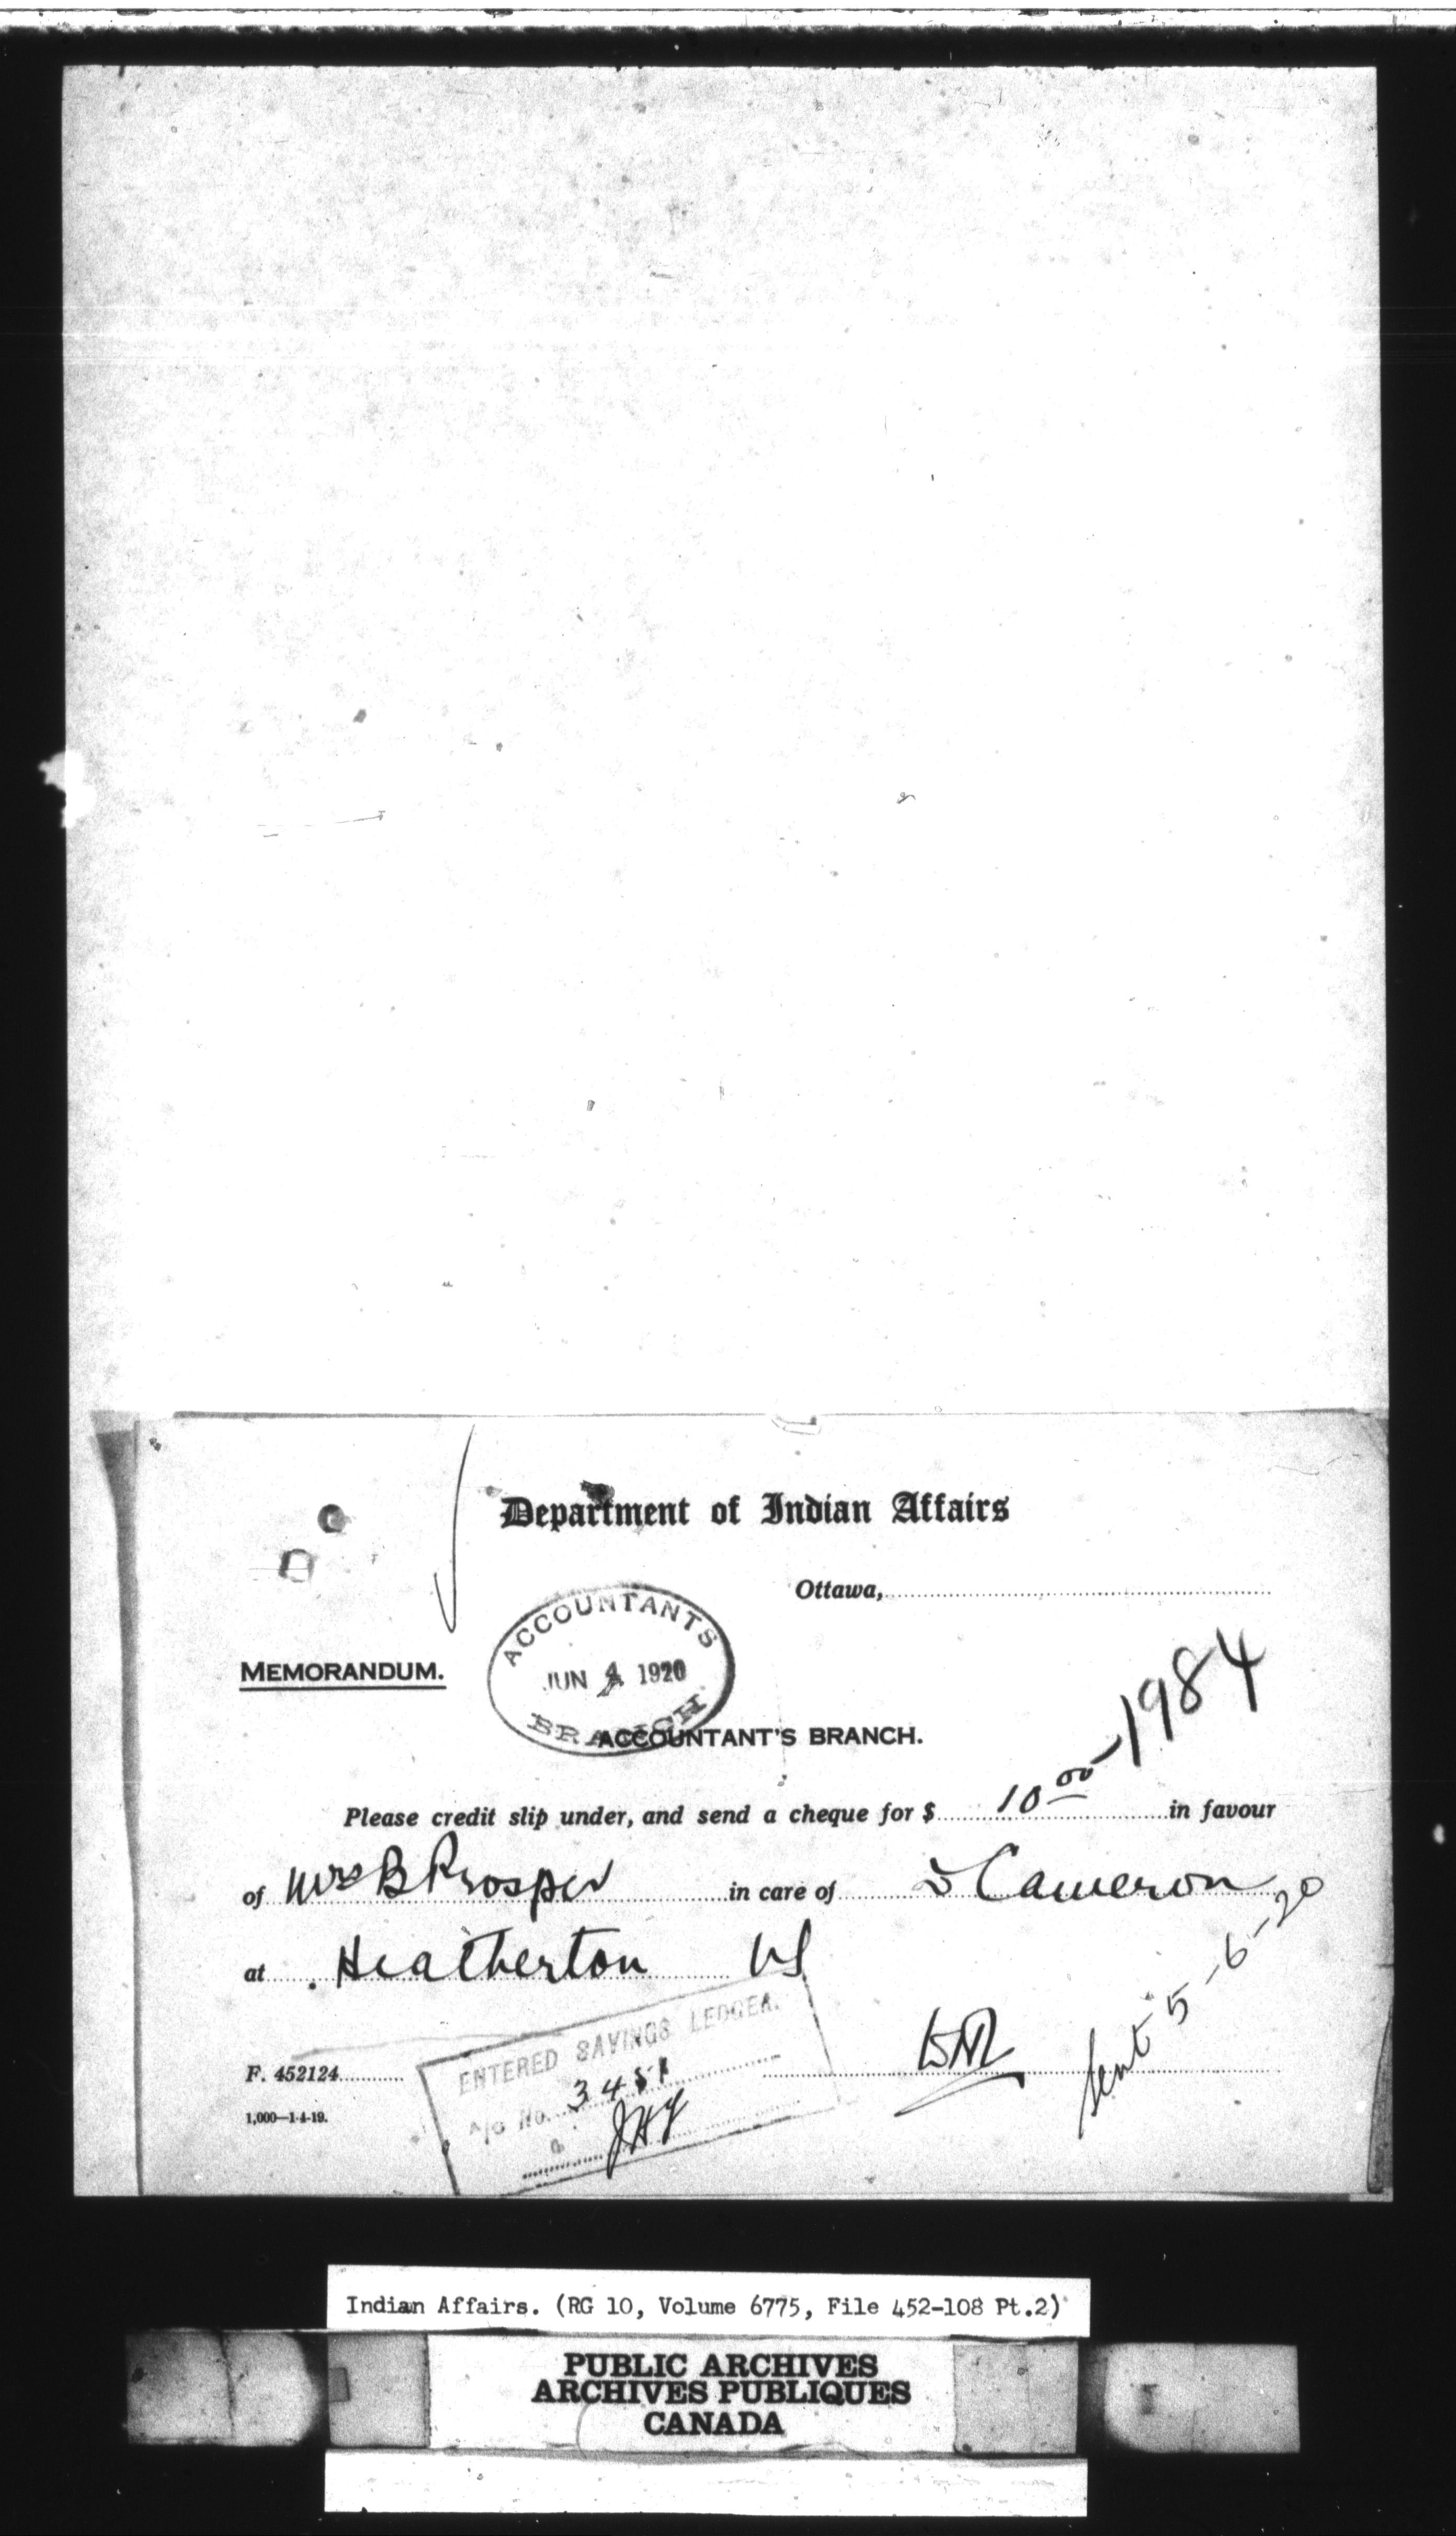 Department of Indian Affairs
Ottawa,
MEMORANDUM.
ACCOUNTANTS
JUN 4 1920
BRANCH
ACCOUNTANT'S BRANCH.
1984
Please credit slip under, and send a cheque for $ 10 00 in favour
of Mrs B Prosper in care of Cameron
at Heatherton NS
Sent 5-6-20
ENTERED SAVINGS LEDGER.
A/c No. 3451
F. 452124
1,000—1-4-19.
Indian Affairs. (RG 10, Volume 6775, File 452-108 Pt.2)
PUBLIC ARCHIVES
ARCHIVES PUBLIQUES
CANADA